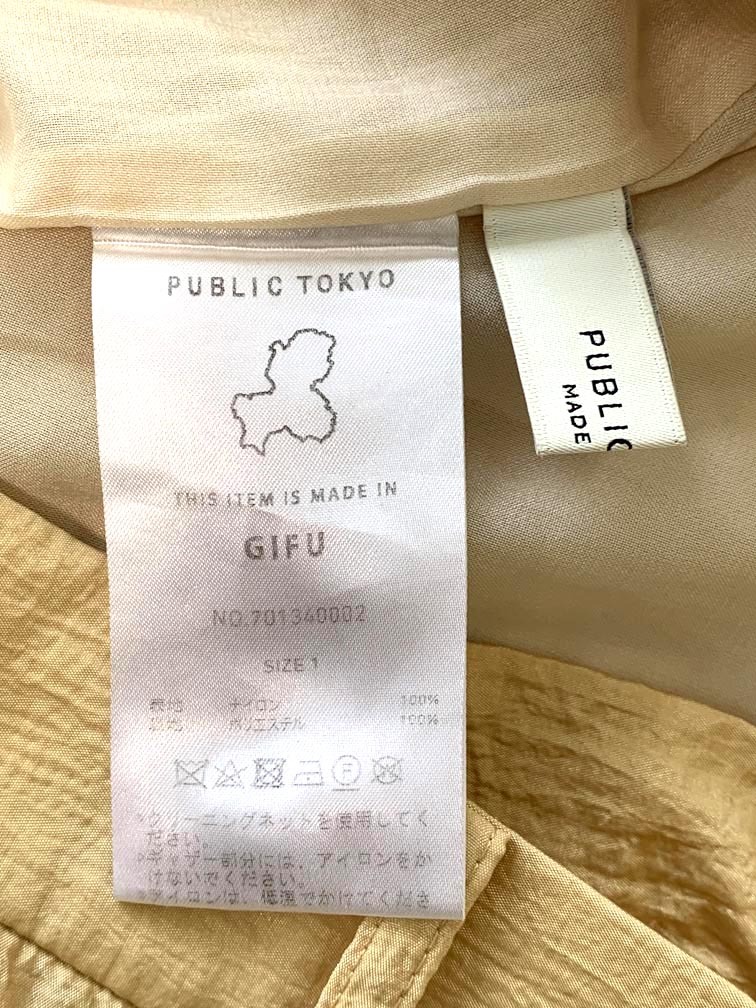 PUBLIC TOKYO
THIS ITEM IS MADE IN
GIFU
NO.701340002
SIZE 1
表地 ナイロン 100%
裏地 ポリエステル 100%
F
*クリーニングネットを使用してく
ださい。
*ギャザー部分には、アイロンをか
けないでください。
*アイロンは、低温でかけてくださ
PUBLIC
MADE